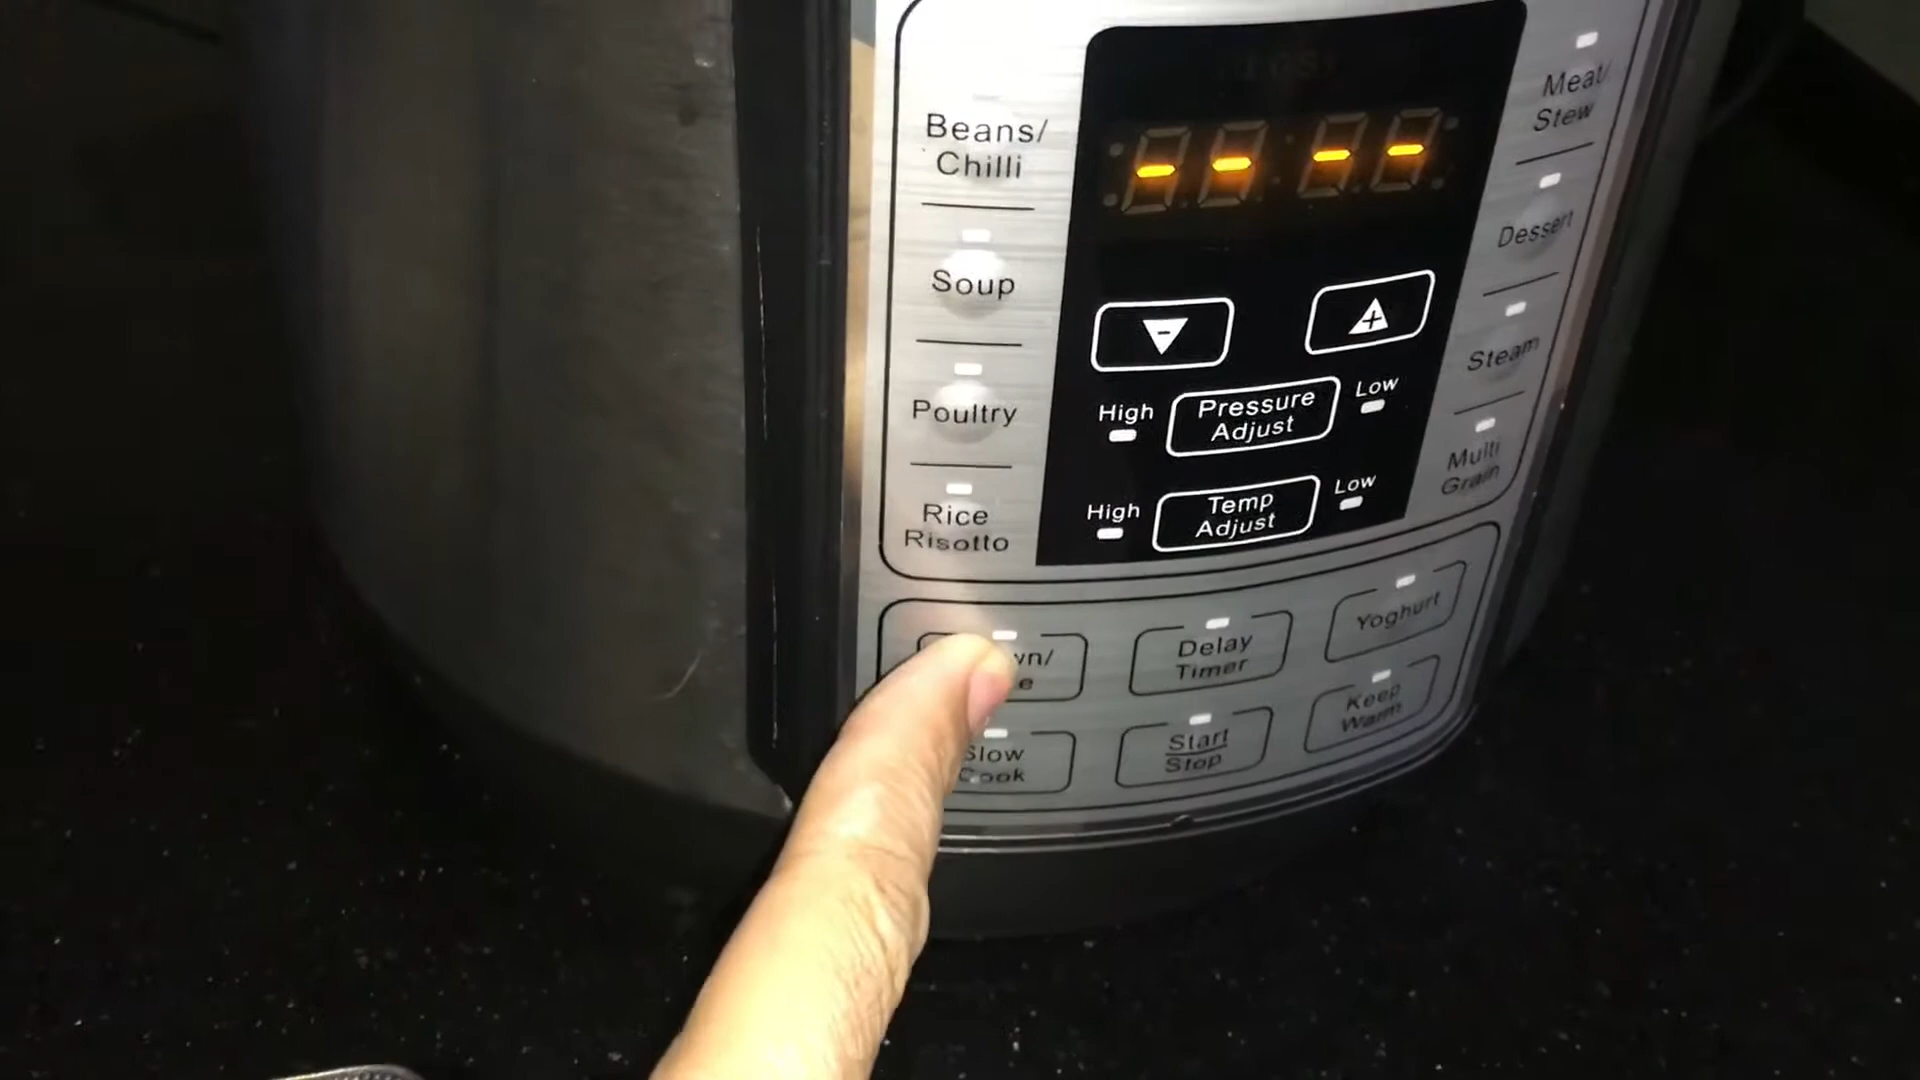 Beans/
Chilli
Soup
Poultry
Rice
Risotto
- - - -
-
+
High
Pressure
Adjust
Low
High
Temp
Adjust
Low
Meat/
Stew
Dessert
Steam
Multi
Grain
Delay
Timer
Yoghurt
Slow
Cook
Start
Stop
Keep
Warm